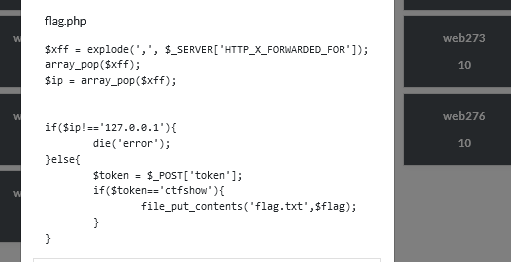 flag.php
$xff = explode(',', $_SERVER['HTTP_X_FORWARDED_FOR']);
array_pop($xff);
$ip = array_pop($xff);
if($ip!=='127.0.0.1'){
die('error');
}else{
$token = $_POST['token'];
if($token=='ctfshow'){
file_put_contents('flag.txt',$flag);
}
}
w
w
w
w
web273
10
web276
10